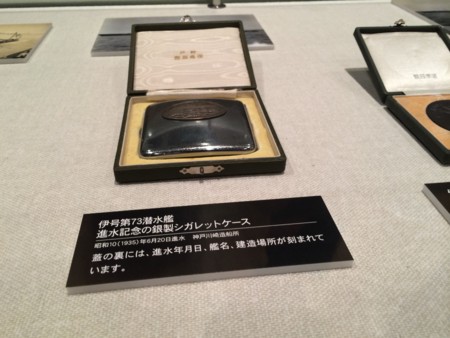 伊号第73潜水艦
進水記念の銀製シガレットケース
昭和10(1935)年6月20日進水　神戸川崎造船所
蓋の裏には、進水年月日、艦名、建造場所が刻まれて
います。